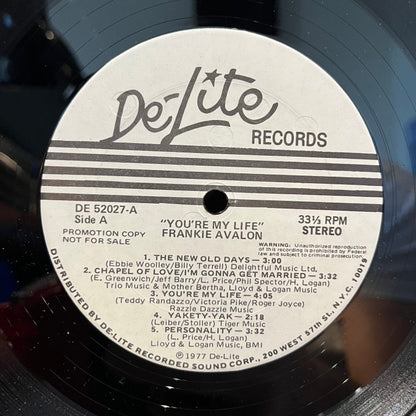 De-Lite
RECORDS
DE 52027-A
Side A
PROMOTION COPY
NOT FOR SALE
"YOU'RE MY LIFE"
FRANKIE AVALON
33⅓ RPM
STEREO
WARNING: Unauthorized reproduction
of this recording is prohibited by Federal
law and subject to criminal prosecution.
1. THE NEW OLD DAYS - 3:00
(Ebbie Woolley/Billy Terrell) Delightful Music Ltd,
2. CHAPEL OF LOVE/I'M GONNA GET MARRIED - 3:32
(E. Greenwich/Jeff Barry/L. Price/Phil Spector/H. Logan)
Trio Music & Mother Bertha, Lloyd & Logan Music
3. YOU'RE MY LIFE - 4:05
(Teddy Randazzo/Victoria Pike/Roger Joyce)
Razzle Dazzle Music
4. YAKETY-YAK - 2:18
(Leiber/Stoller) Tiger Music
5. PERSONALITY - 3:32
(L. Price/H. Logan)
Lloyd & Logan Music, BMI
℗ 1977 De-Lite
DISTRIBUTED BY DE-LITE RECORDED SOUND CORP., 200 WEST 57th ST., N.Y.C. 10019